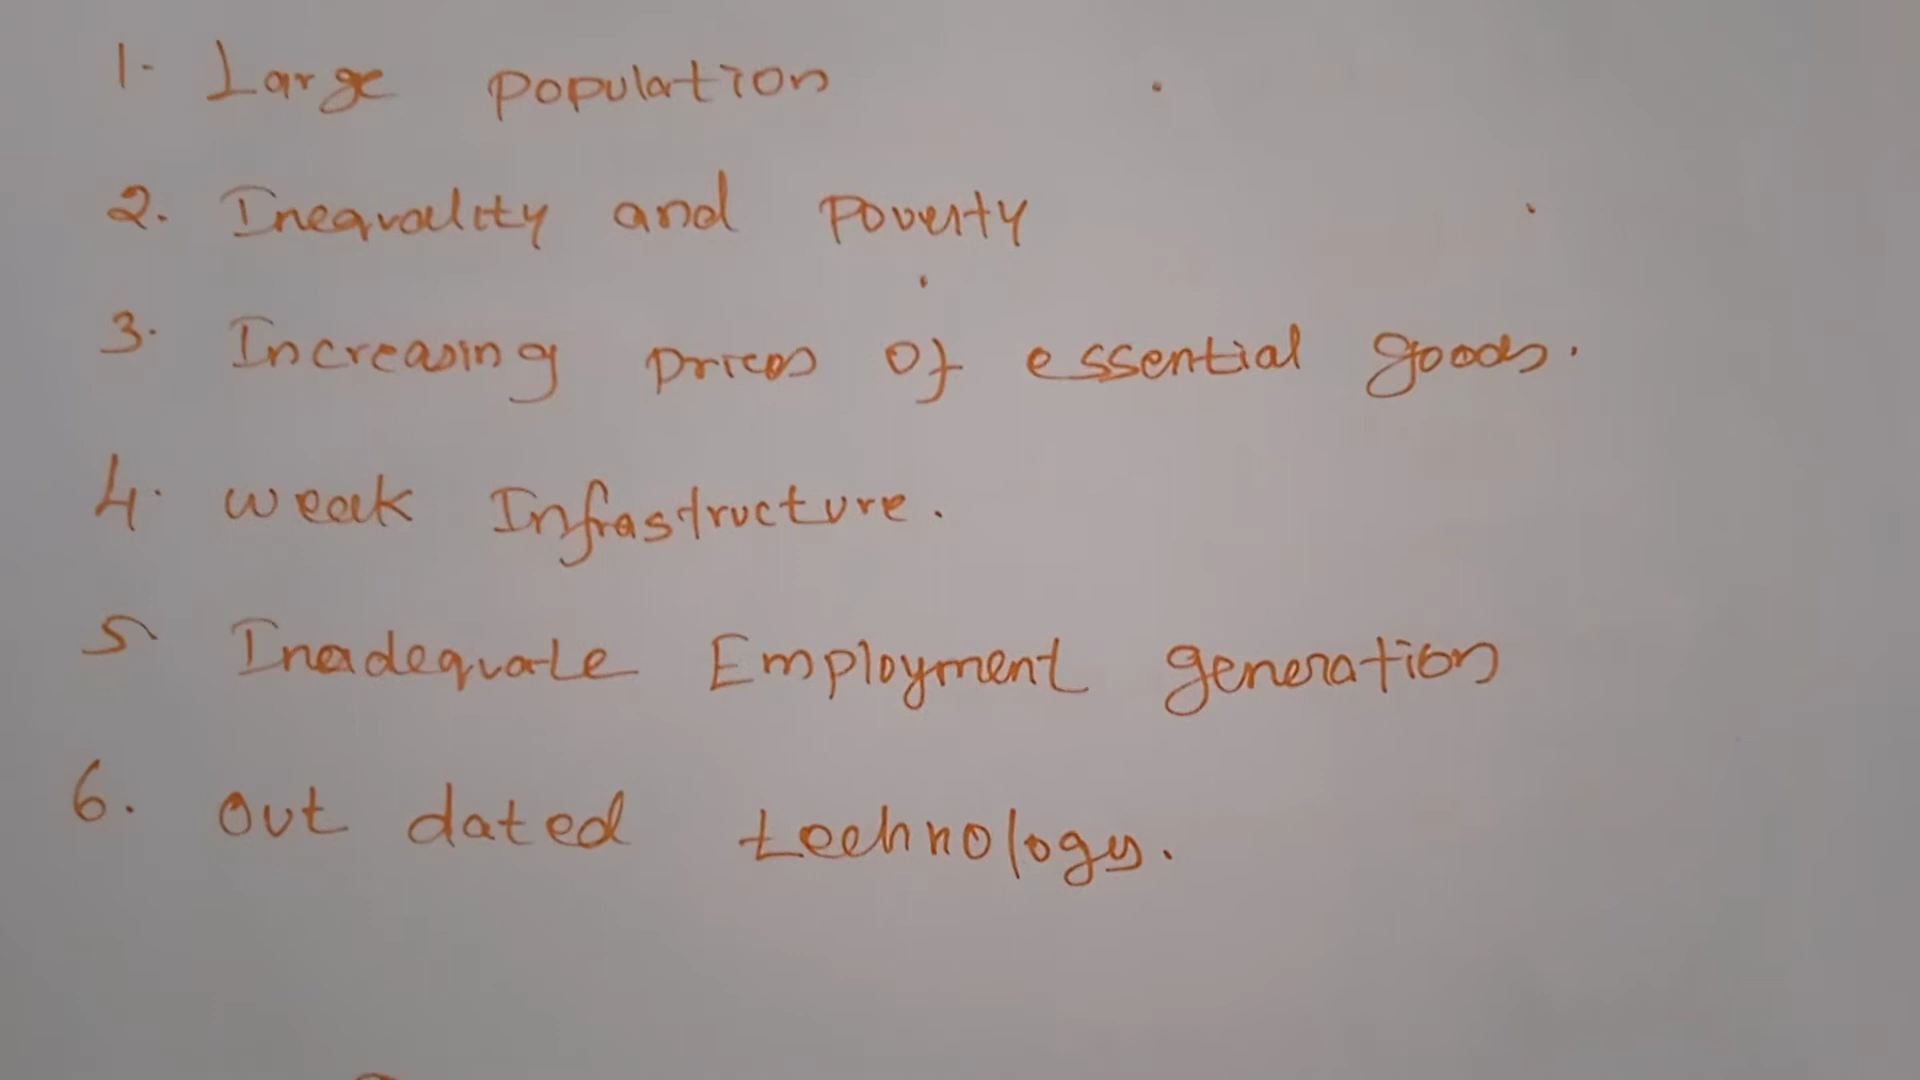 1. Large population
2. Inequality and Poverty
3. Increasing prices of essential goods.
4. weak Infrastructure.
5 Inadequate Employment generation
6. out dated technology.